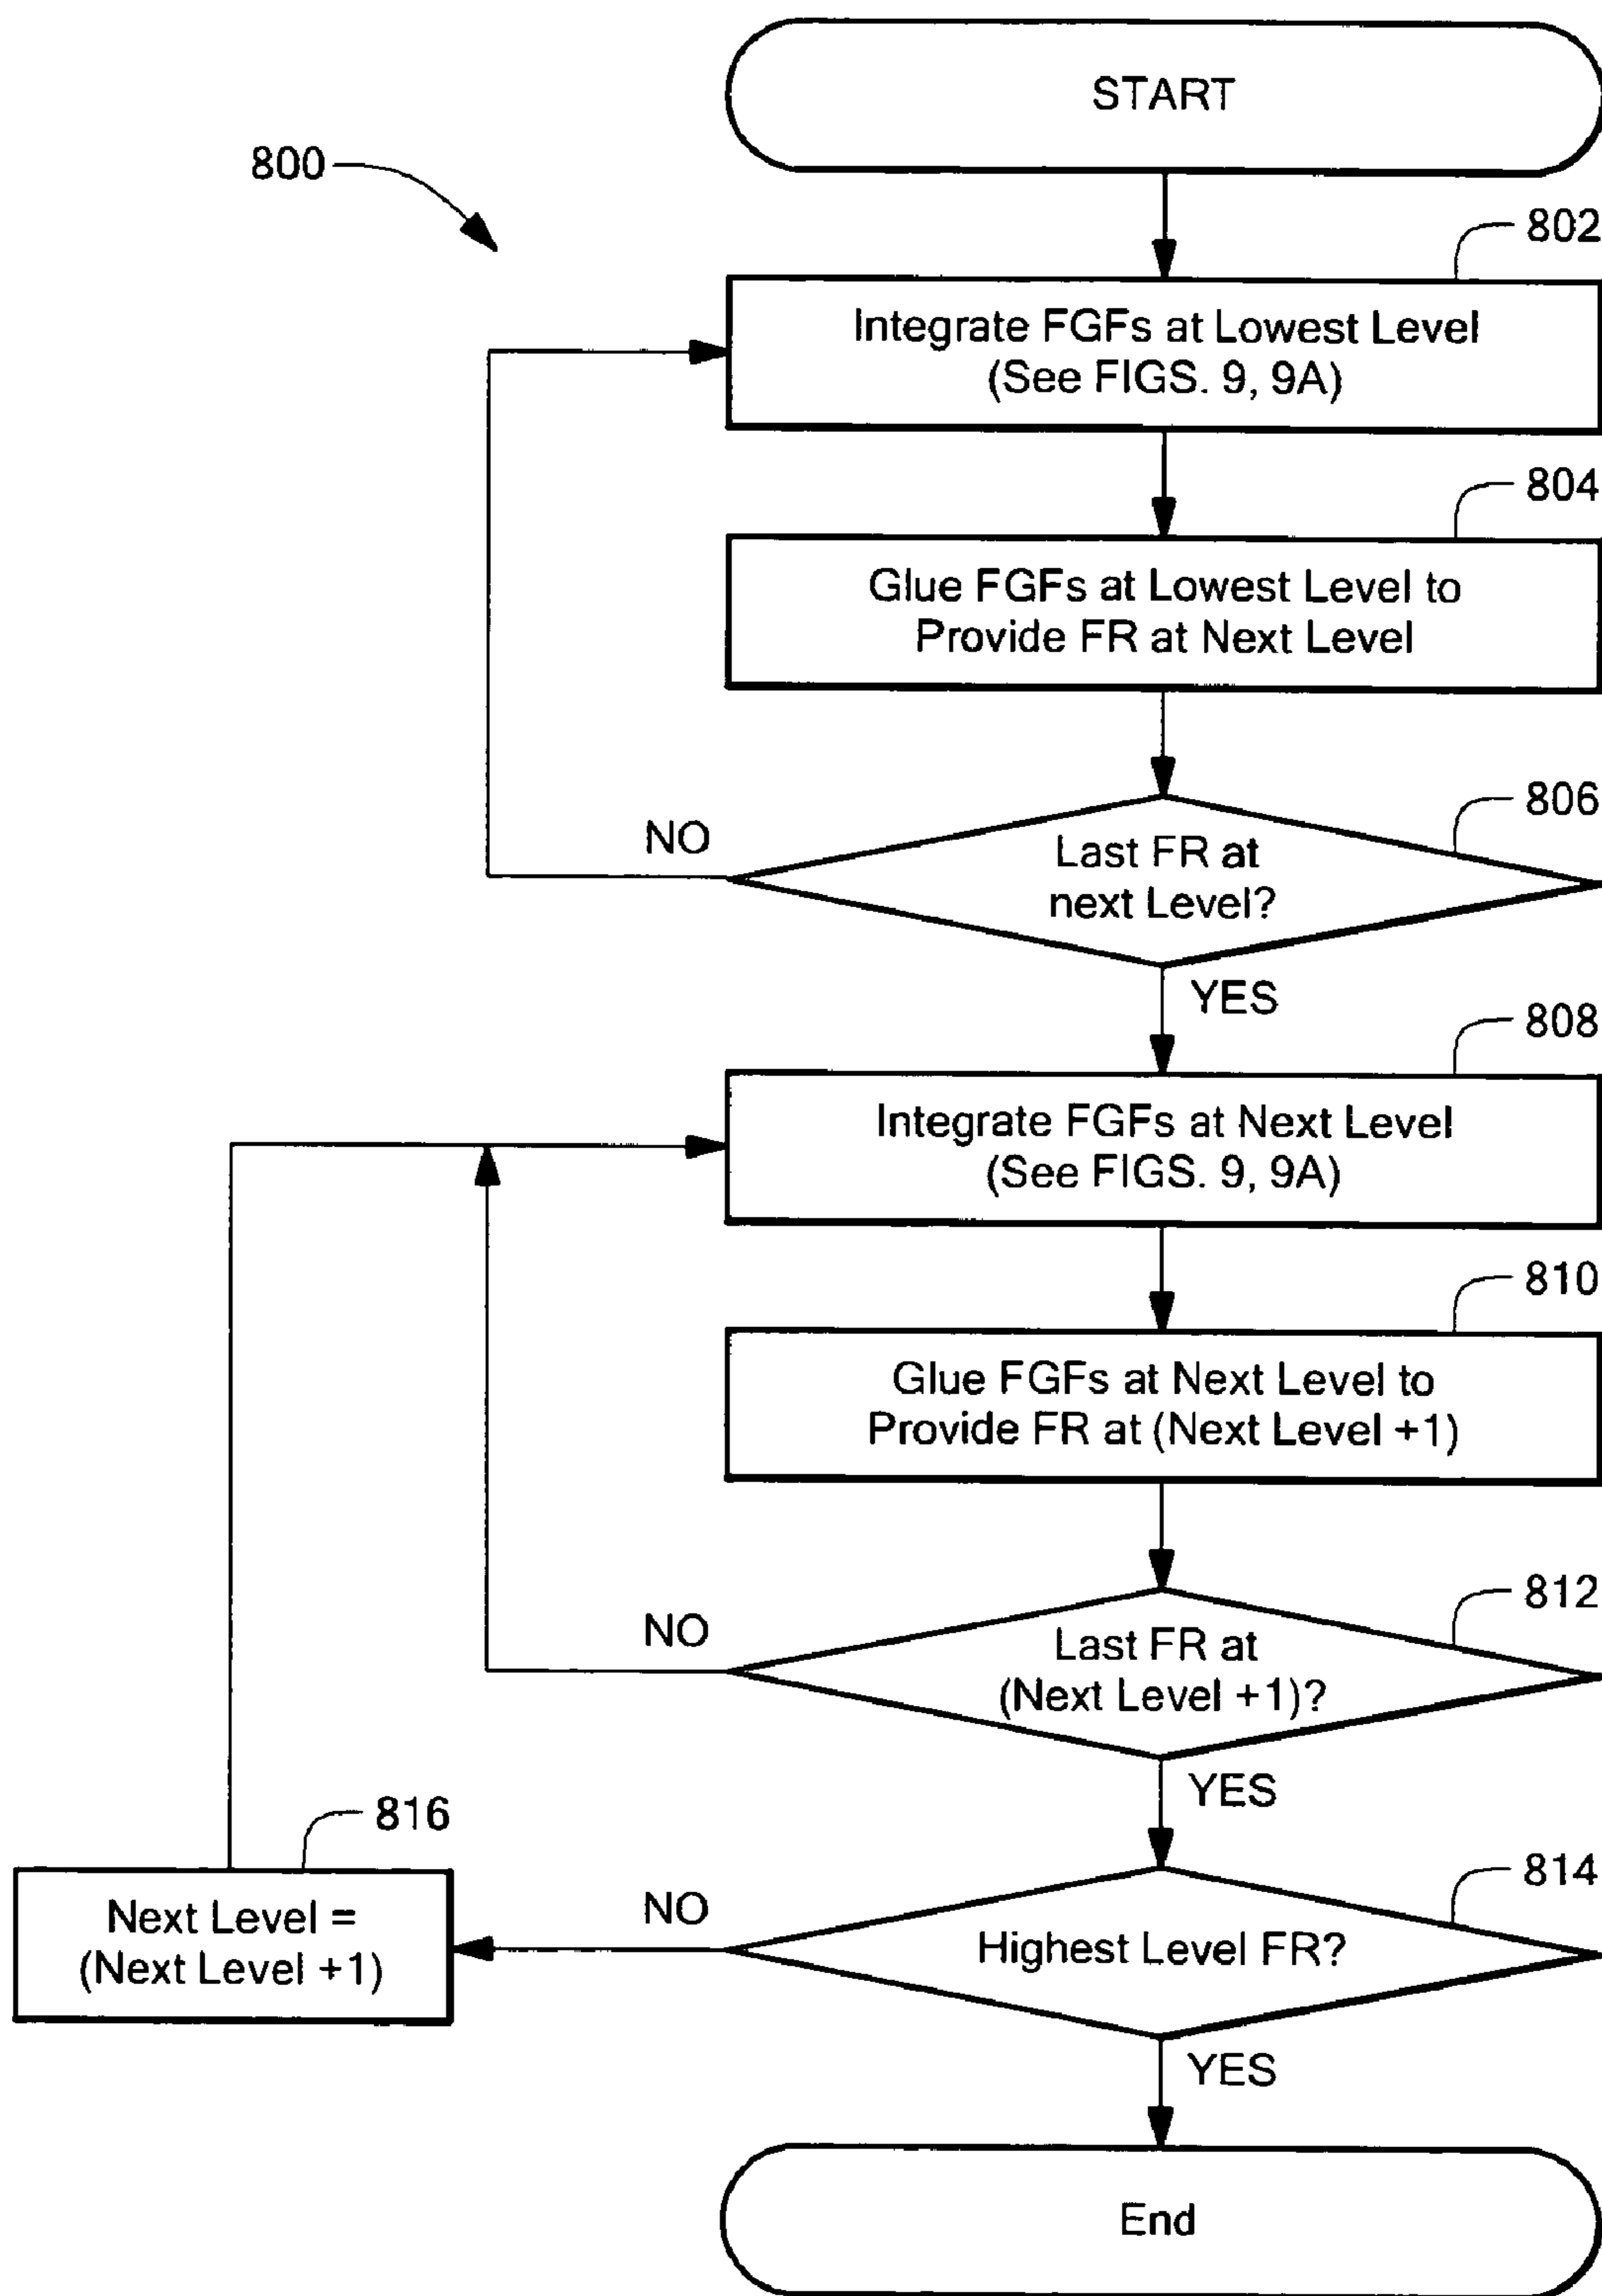 START
800
802
Integrate FGFs at Lowest Level
(See FIGS. 9, 9A)
804
Glue FGFs at Lowest Level to
Provide FR at Next Level
806
NO
Last FR at
next Level?
YES
808
Integrate FGFs at Next Level
(See FIGS. 9, 9A)
810
Glue FGFs at Next Level to
Provide FR at (Next Level +1)
812
NO
Last FR at
(Next Level +1)?
YES
816
814
Next Level =
(Next Level +1)
NO
Highest Level FR?
YES
End